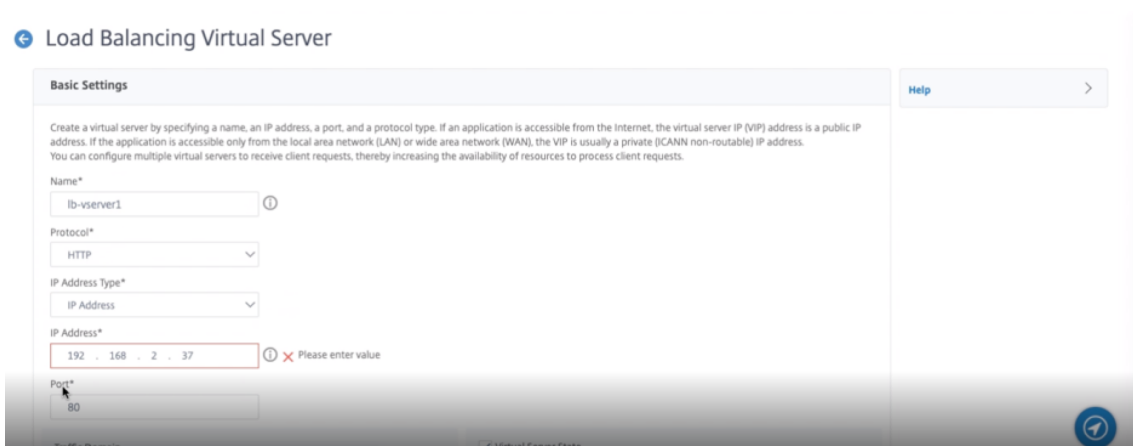 Load Balancing Virtual Server
Basic Settings
Help
Create a virtual server by specifying a name, an IP address, a port, and a protocol type. If an application is accessible from the Internet, the virtual server IP (VIP) address is a public IP
address. If the application is accessible only from the local area network (LAN) or wide area network (WAN), the VIP is usually a private (ICANN non-routable) IP address.
You can configure multiple virtual servers to receive client requests, thereby increasing the availability of resources to process client requests.
Name*
lb-vserver1
Protocol*
HTTP
IP Address Type*
IP Address
IP Address*
192 . 168 . 2 . 37
Please enter value
Port*
80
Traffic Domain
Virtual Server State